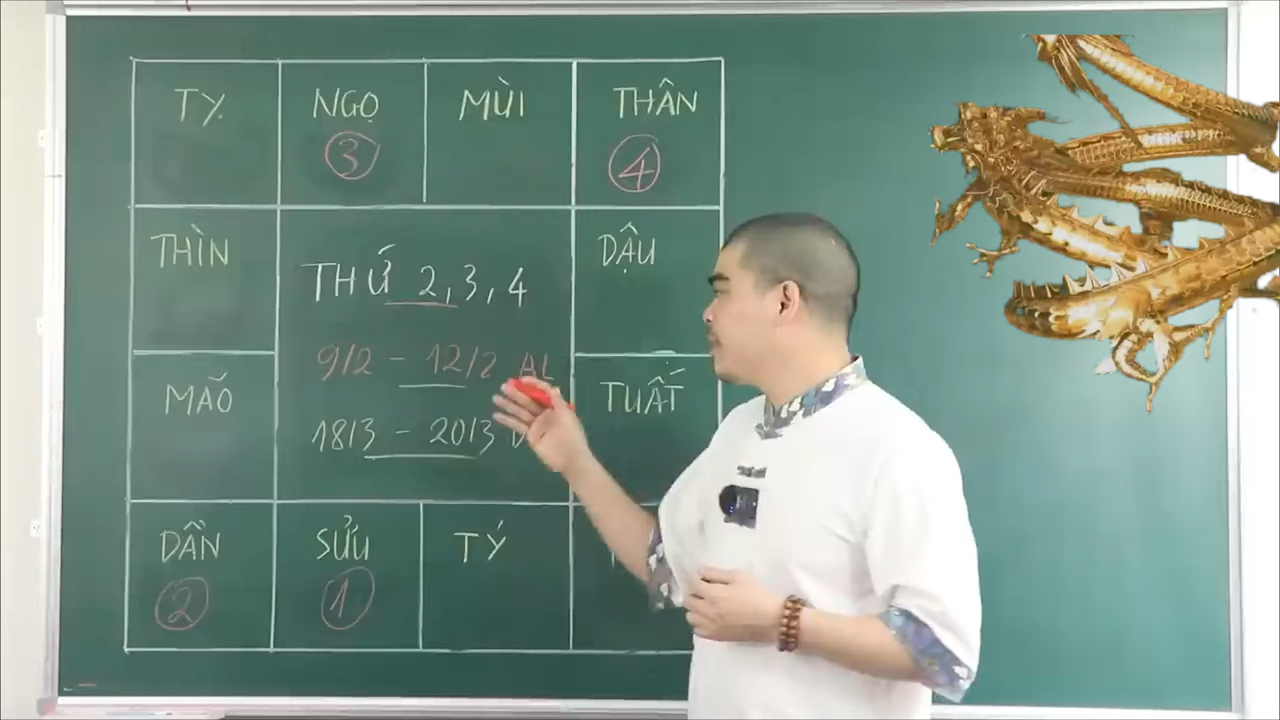 TỴ NGỌ MÙI THÂN
3 4
THÌN DẬU
THỨ 2,3,4
9/2 - 12/2 AL
MÃO TUẤT
18/3 - 20/3
DẦN SỬU TÝ
2 1